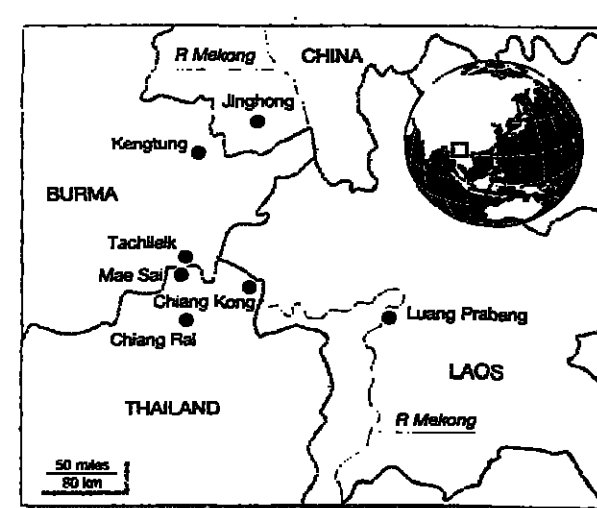 R Mekong
CHINA
Jinghong
Kengtung
BURMA
Tachileik
Mae Sai
Chiang Kong
Luang Prabang
Chiang Rai
LAOS
THAILAND
R Mekong
50 miles
80 km